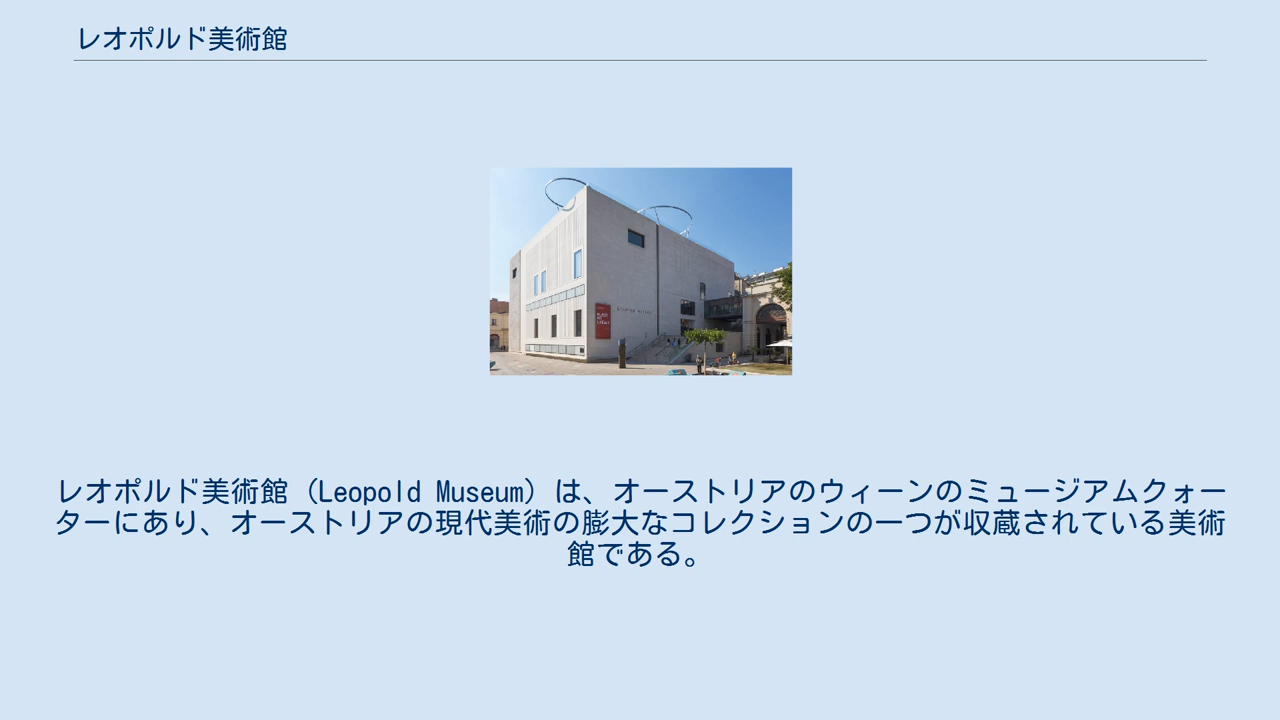 レオポルド美術館
レオポルド美術館（Leopold Museum）は、オーストリアのウィーンのミュージアムクォー
ターにあり、オーストリアの現代美術の膨大なコレクションの一つが収蔵されている美術
館である。